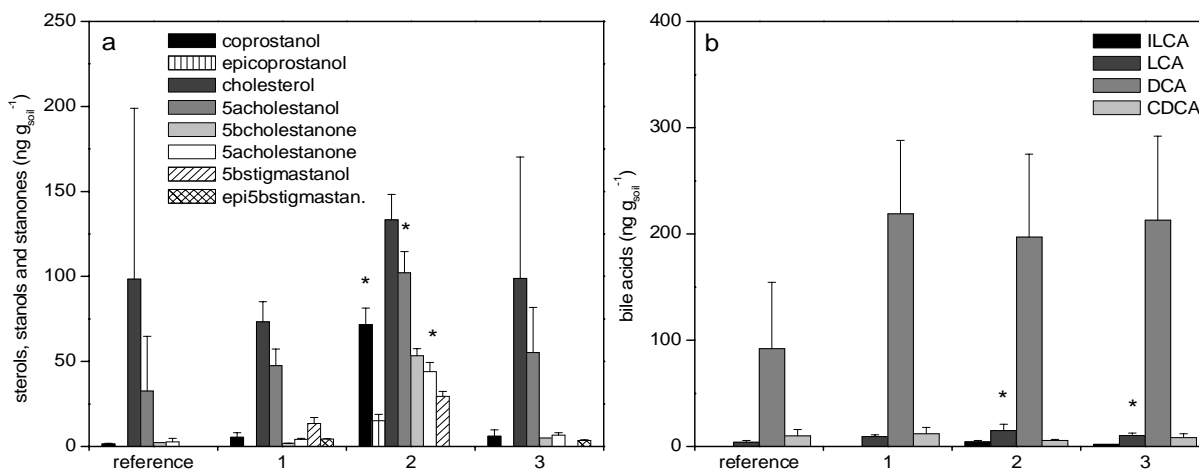 a
250
200
150
100
50
0
sterols, stanols and stanones (ng g_soil^-1)
coprostanol
epicoprostanol
cholesterol
5acholestanol
5bcholestanone
5acholestanone
5bstigmastanol
epi5bstigmastan.
*
*
*
reference 1 2 3
b
400
300
200
100
0
bile acids (ng g_soil^-1)
ILCA
LCA
DCA
CDCA
*
*
reference 1 2 3